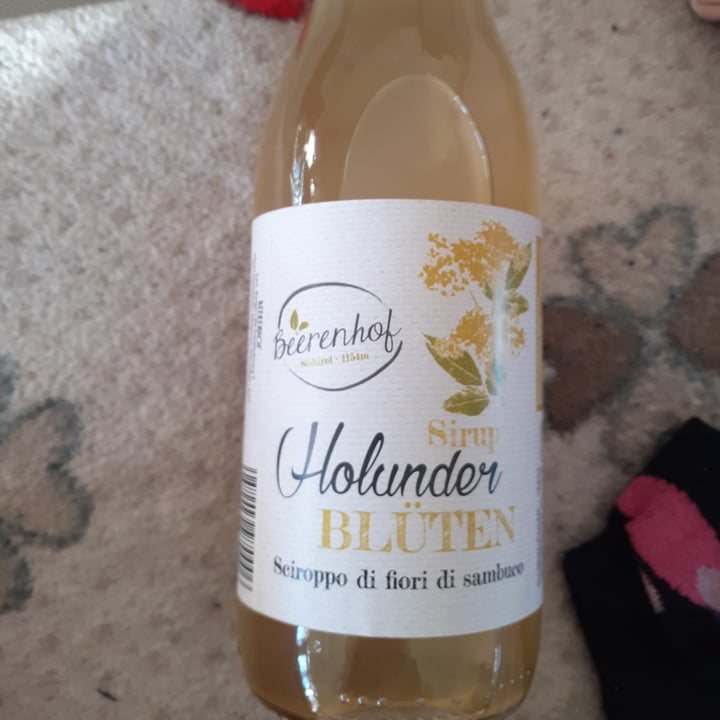 Beerenhof
Südtirol · 1154m
Sirup
Holunder
BLÜTEN
Sciroppo di fiori di sambuco